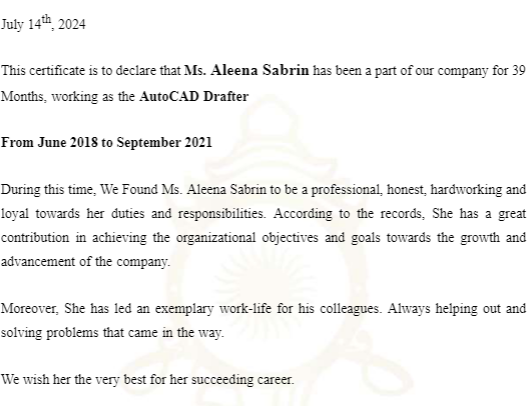 July 14th, 2024
This certificate is to declare that Ms. Aleena Sabrin has been a part of our company for 39
Months, working as the AutoCAD Drafter
From June 2018 to September 2021
During this time, We Found Ms. Aleena Sabrin to be a professional, honest, hardworking and
loyal towards her duties and responsibilities. According to the records, She has a great
contribution in achieving the organizational objectives and goals towards the growth and
advancement of the company.
Moreover, She has led an exemplary work-life for his colleagues. Always helping out and
solving problems that came in the way.
We wish her the very best for her succeeding career.